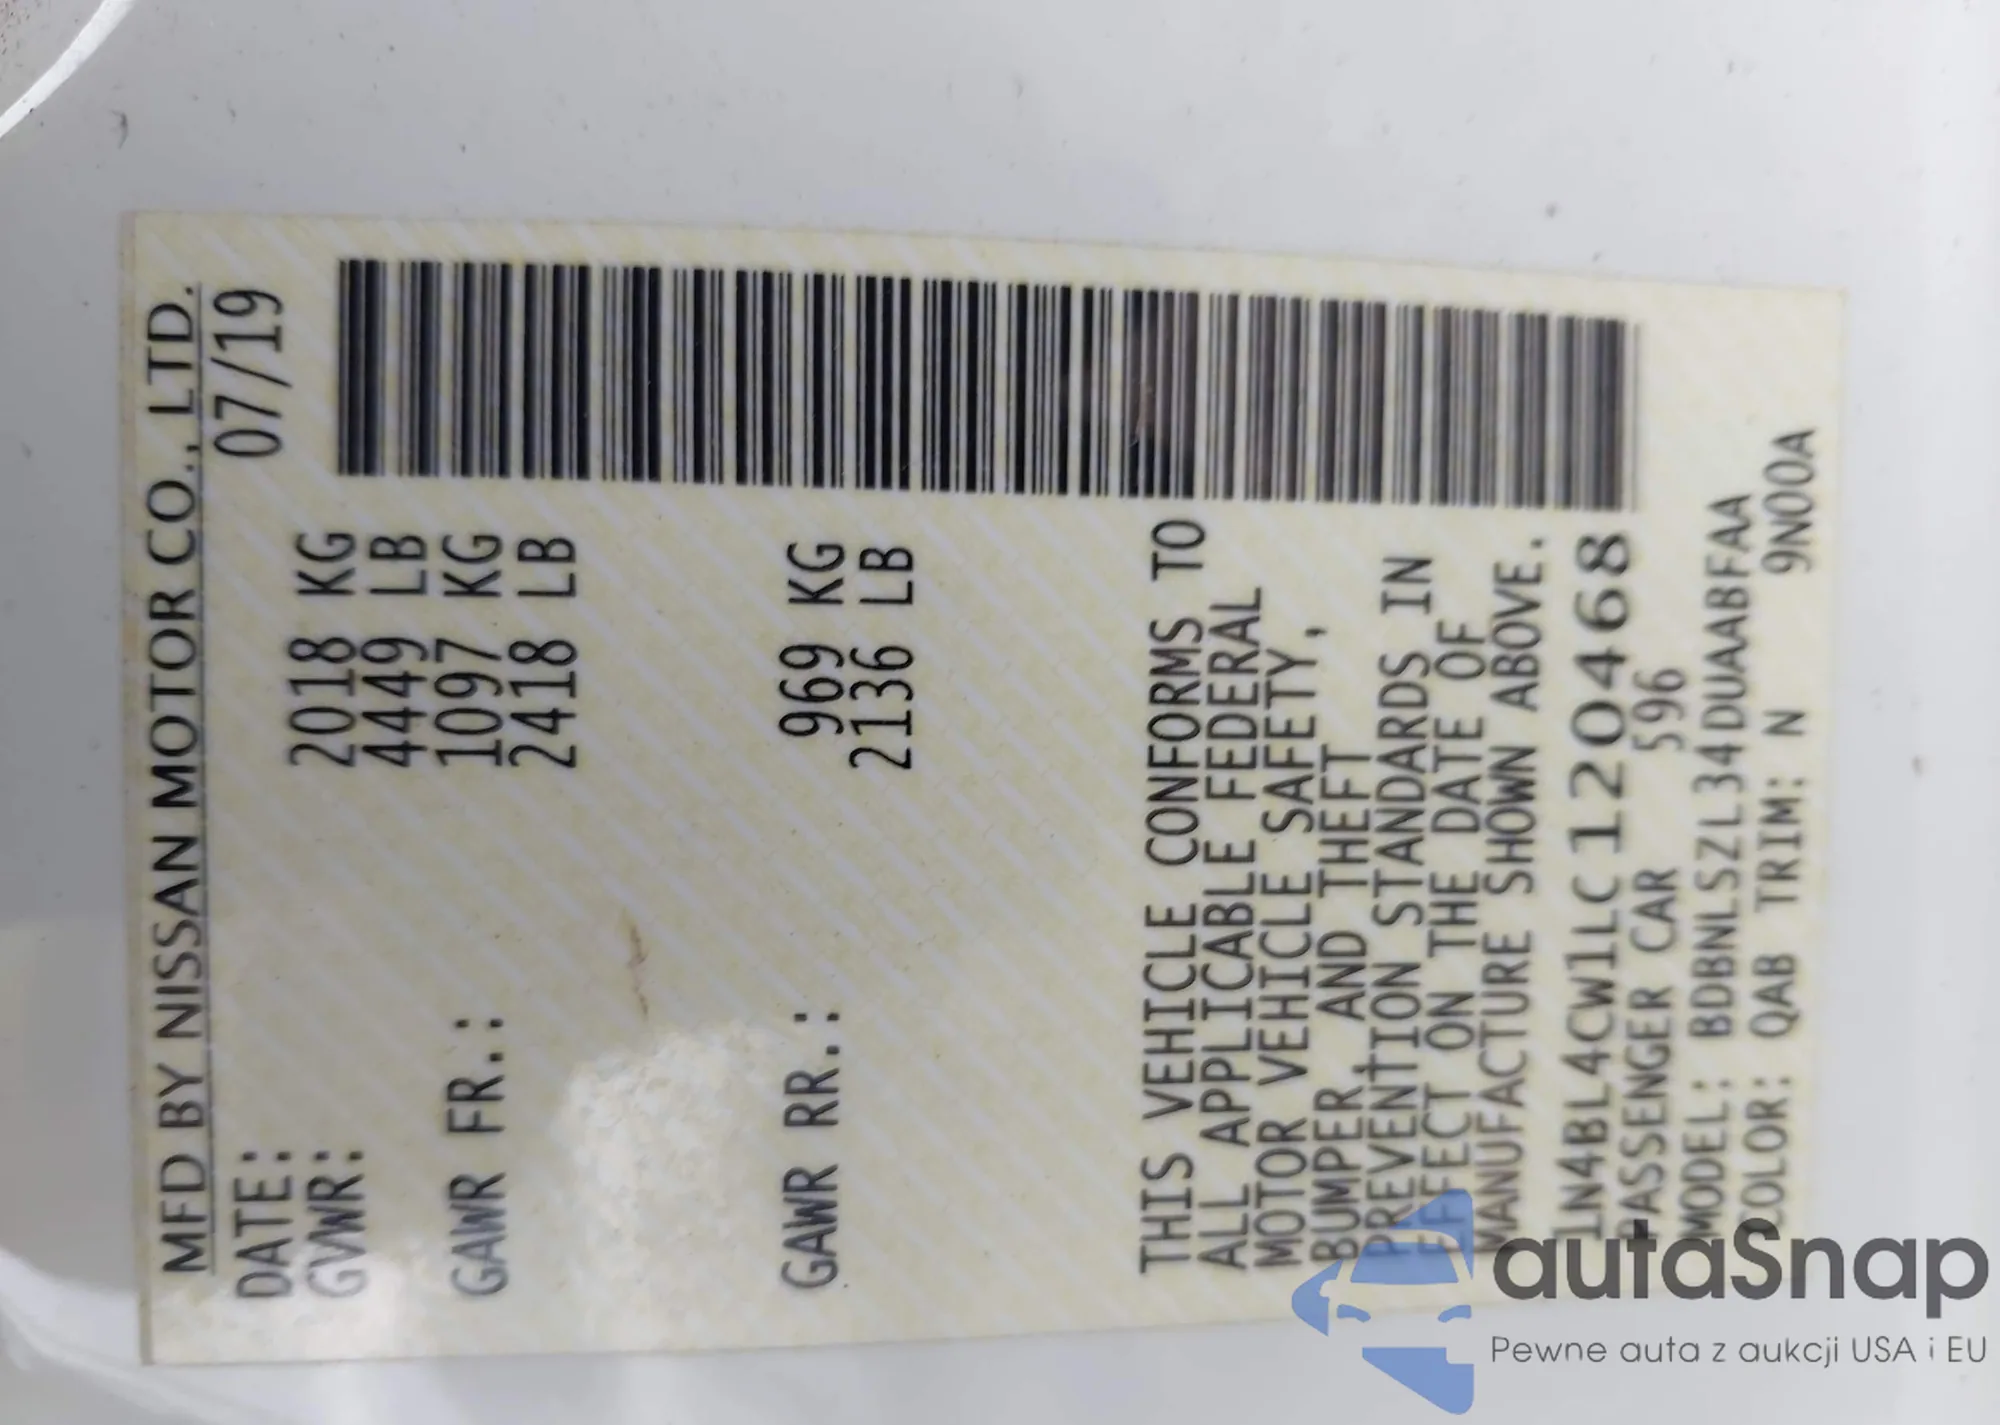 MFD BY NISSAN MOTOR CO., LTD.
DATE: 07/19
GVWR: 2018 KG
4449 LB
GAWR FR.: 1097 KG
2418 LB
GAWR RR.: 969 KG
2136 LB
THIS VEHICLE CONFORMS TO
ALL APPLICABLE FEDERAL
MOTOR VEHICLE SAFETY,
BUMPER, AND THEFT
PREVENTION STANDARDS IN
EFFECT ON THE DATE OF
MANUFACTURE SHOWN ABOVE.
1N4BL4CW1LC120468
PASSENGER CAR 596
MODEL: BDBNLSZL34DUAABFAA
COLOR: QAB TRIM: N 9N00A
autaSnap
Pewne auta z aukcji USA i EU